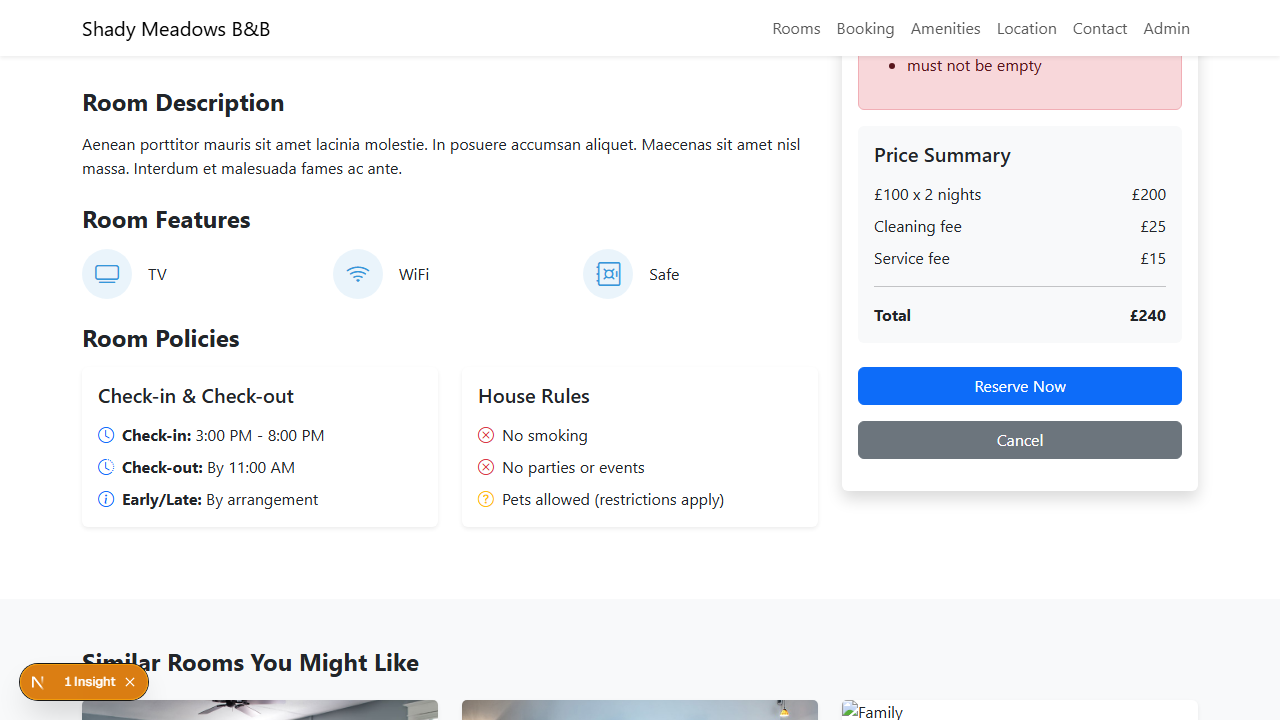 Shady Meadows B&B
Rooms
Booking
Amenities
Location
Contact
Admin
must not be empty
Room Description
Aenean porttitor mauris sit amet lacinia molestie. In posuere accumsan aliquet. Maecenas sit amet nisl
massa. Interdum et malesuada fames ac ante.
Room Features
TV
WiFi
Safe
Room Policies
Check-in & Check-out
Check-in: 3:00 PM - 8:00 PM
Check-out: By 11:00 AM
Early/Late: By arrangement
House Rules
No smoking
No parties or events
Pets allowed (restrictions apply)
Price Summary
£100 x 2 nights £200
Cleaning fee £25
Service fee £15
Total £240
Reserve Now
Cancel
Similar Rooms You Might Like
1 Insight
Family